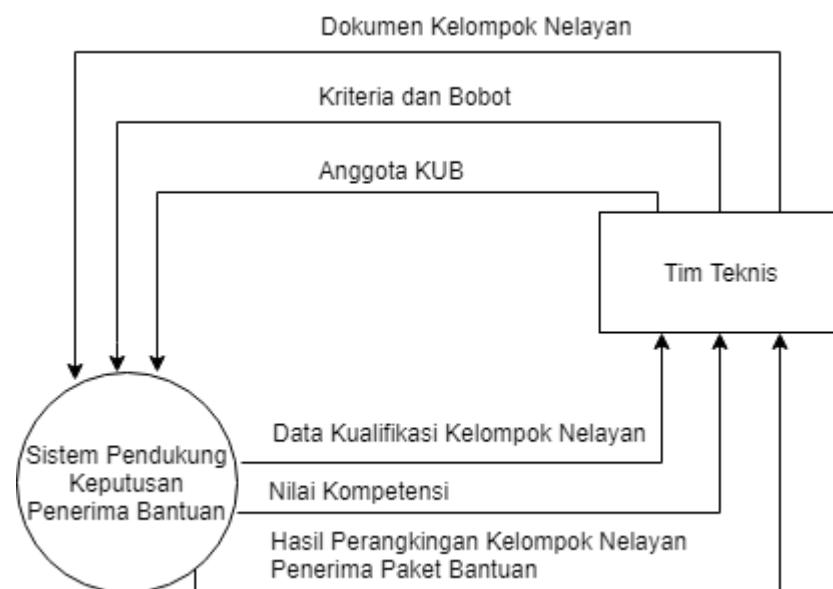 Dokumen Kelompok Nelayan
Kriteria dan Bobot
Anggota KUB
Tim Teknis
Data Kualifikasi Kelompok Nelayan
Sistem Pendukung
Keputusan
Penerima Bantuan
Nilai Kompetensi
Hasil Perangkingan Kelompok Nelayan
Penerima Paket Bantuan